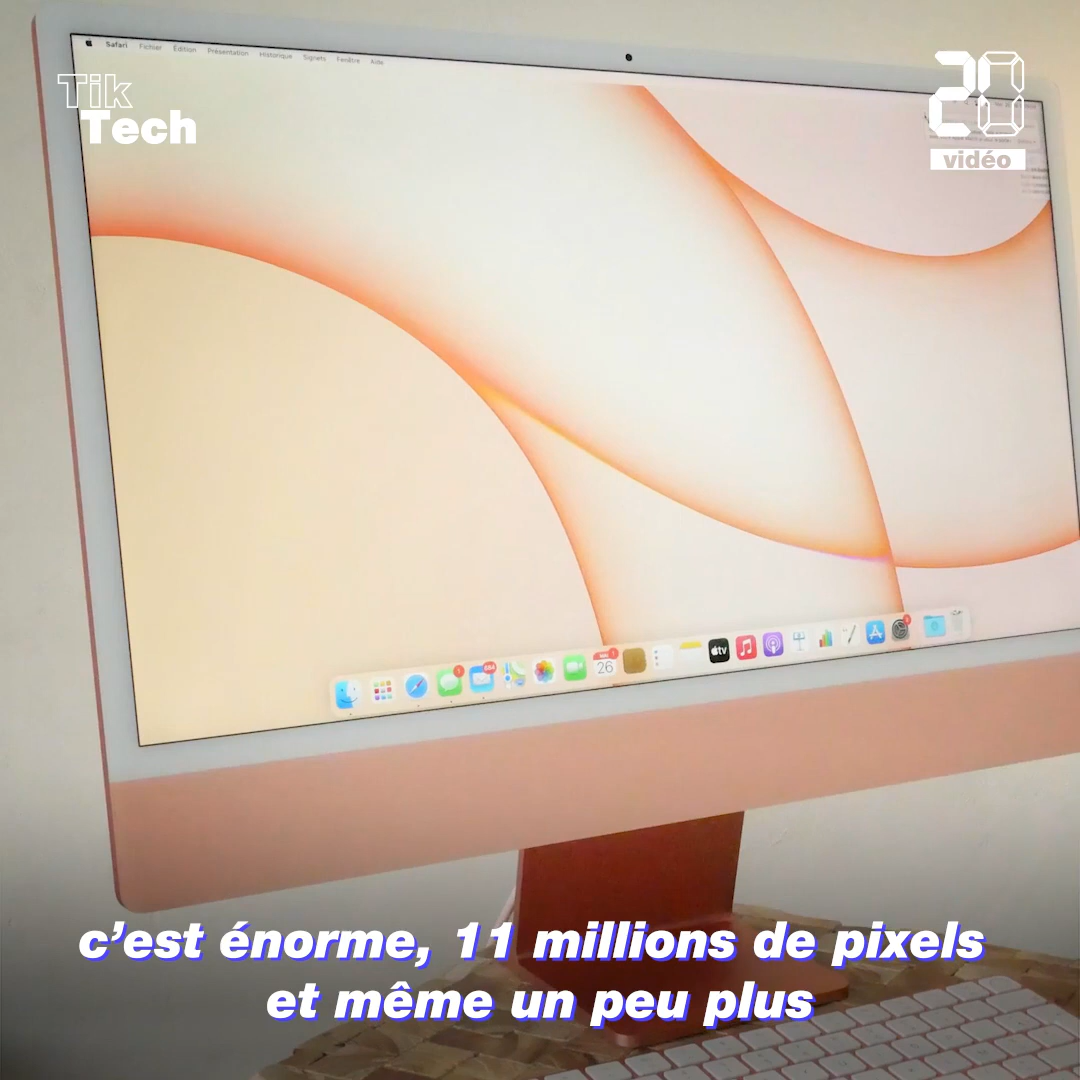 Safari Fichier Édition Présentation Historique Signets Fenêtre Aide
Tik
Tech
20
vidéo
26
tv
c’est énorme, 11 millions de pixels
et même un peu plus